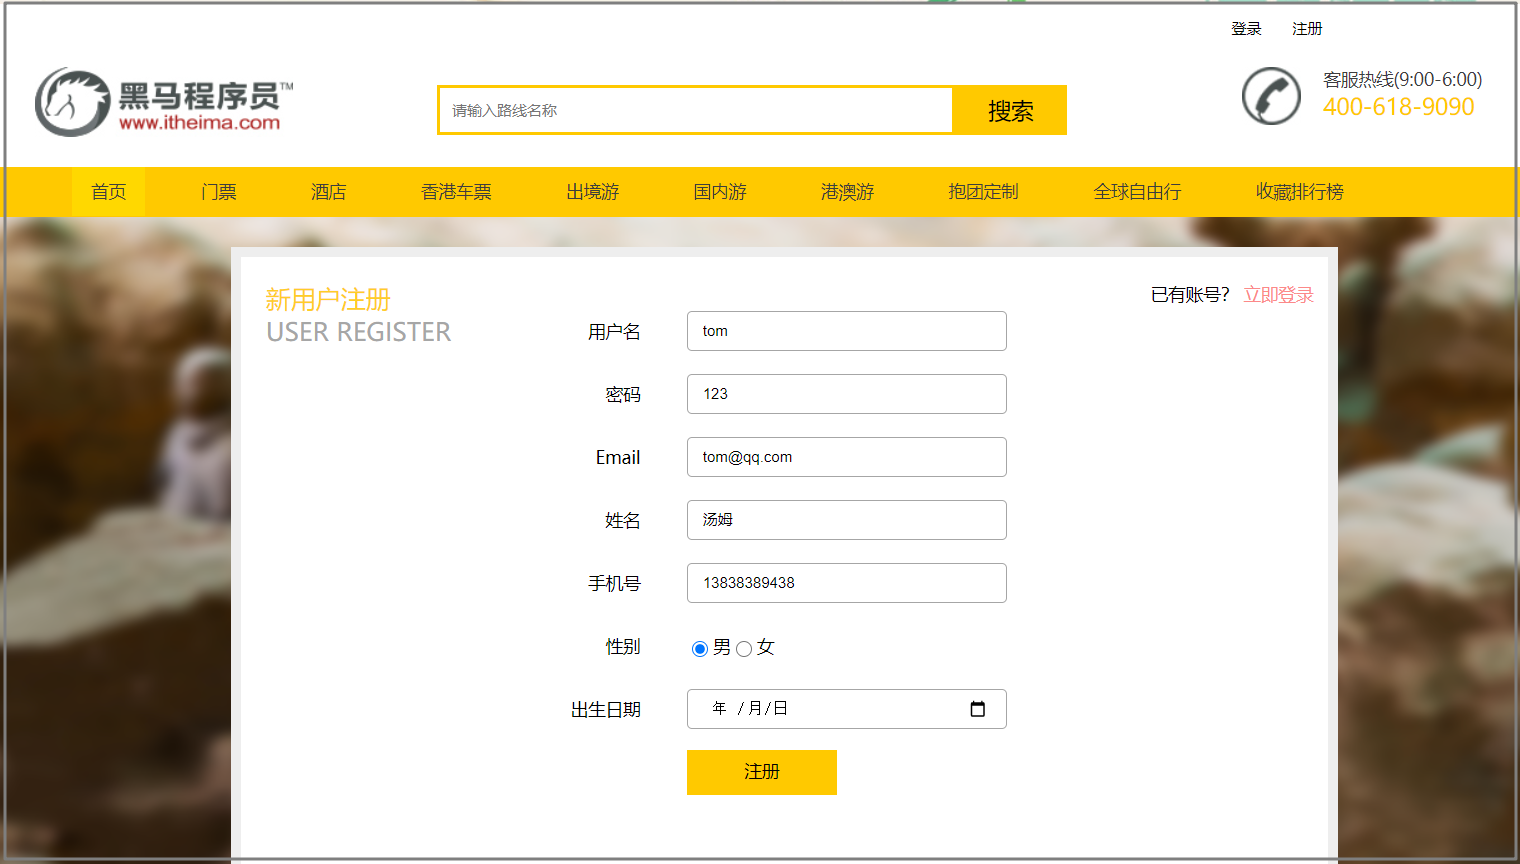 登录 注册
黑马程序员™
www.itheima.com
请输入路线名称
搜索
客服热线(9:00-6:00)
400-618-9090
首页 门票 酒店 香港车票 出境游 国内游 港澳游 抱团定制 全球自由行 收藏排行榜
新用户注册
USER REGISTER
已有账号? 立即登录
用户名 tom
密码 123
Email tom@qq.com
姓名 汤姆
手机号 13838389438
性别 男 女
出生日期 年 /月/日
注册